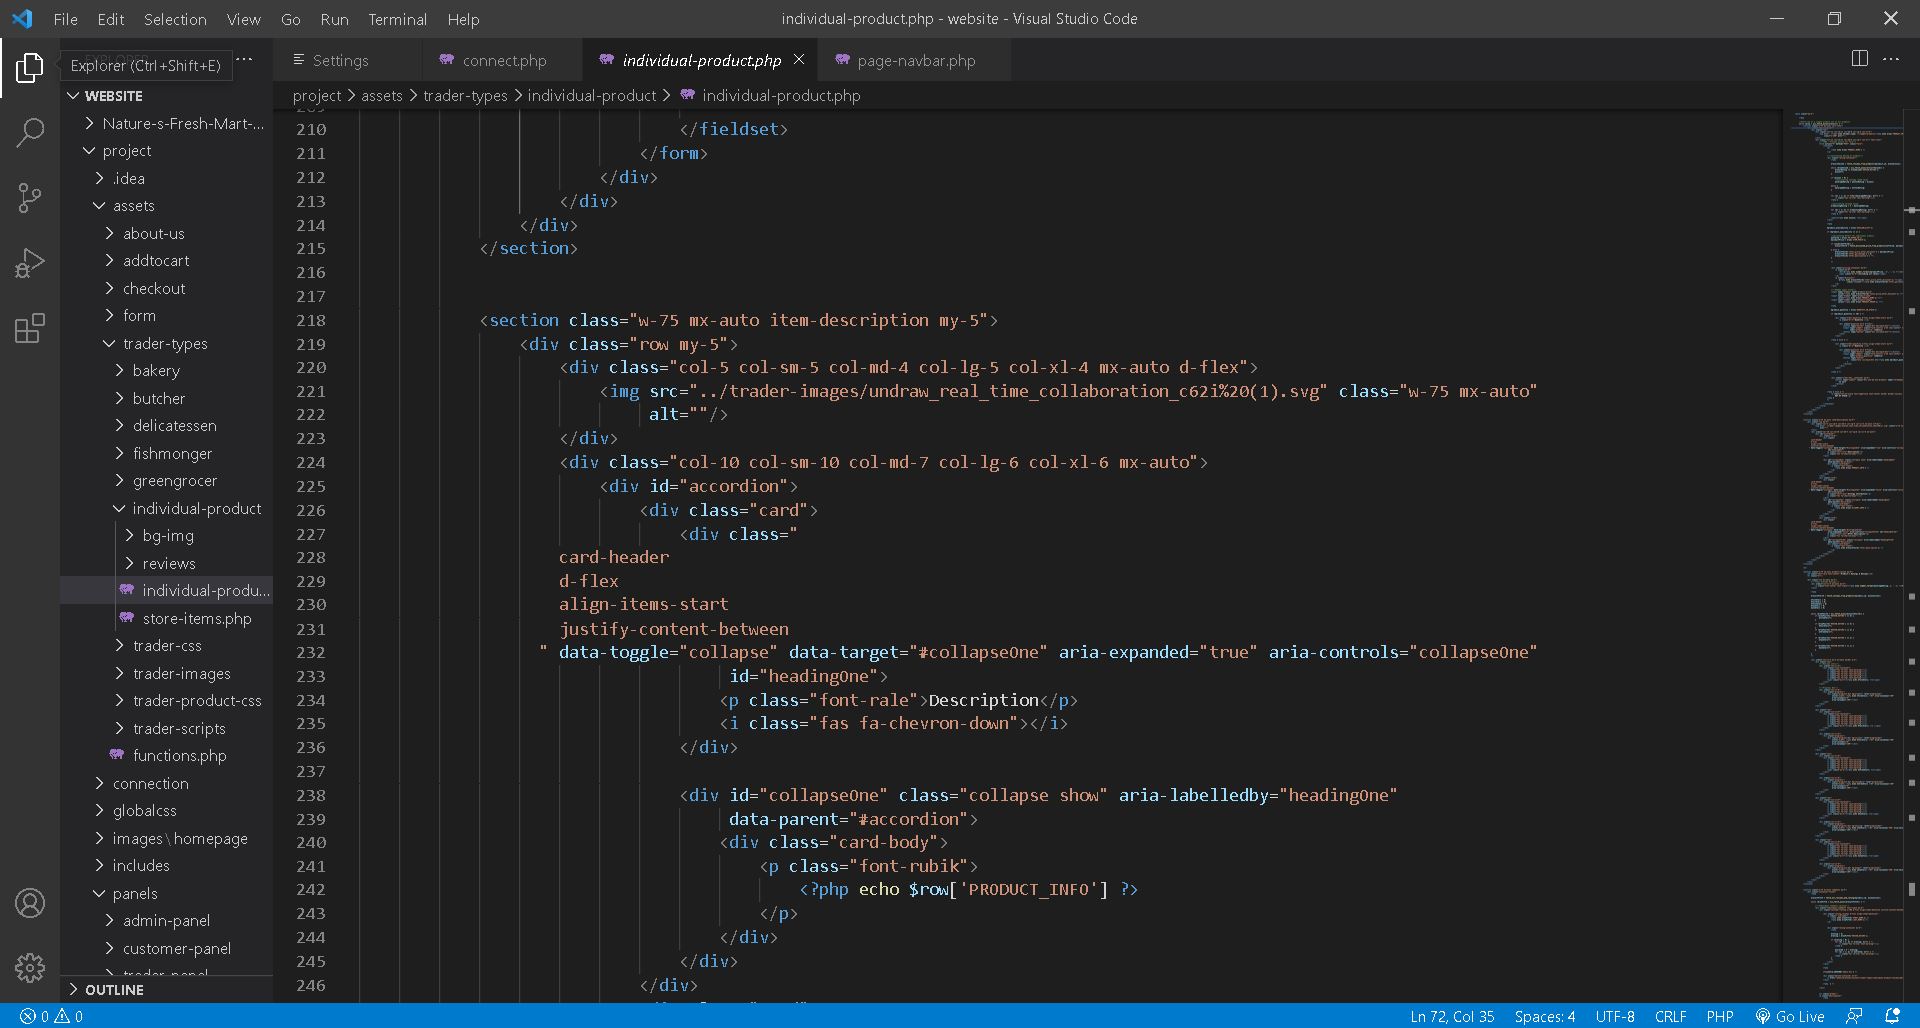 File Edit Selection View Go Run Terminal Help
individual-product.php - website - Visual Studio Code
Explorer (Ctrl+Shift+E)
Settings
connect.php
individual-product.php
page-navbar.php
project > assets > trader-types > individual-product > individual-product.php
WEBSITE
Nature-s-Fresh-Mart-...
project
.idea
assets
about-us
addtocart
checkout
form
trader-types
bakery
butcher
delicatessen
fishmonger
greengrocer
individual-product
bg-img
reviews
individual-produ...
store-items.php
trader-css
trader-images
trader-product-css
trader-scripts
functions.php
connection
globalcss
images\homepage
includes
panels
admin-panel
customer-panel
trader-panel
OUTLINE
210 </fieldset>
211 </form>
212 </div>
213 </div>
214 </div>
215 </section>
216
217
218 <section class="w-75 mx-auto item-description my-5">
219 <div class="row my-5">
220 <div class="col-5 col-sm-5 col-md-4 col-lg-5 col-xl-4 mx-auto d-flex">
221 <img src="../trader-images/undraw_real_time_collaboration_c62i%20(1).svg" class="w-75 mx-auto"
222 alt=""/>
223 </div>
224 <div class="col-10 col-sm-10 col-md-7 col-lg-6 col-xl-6 mx-auto">
225 <div id="accordion">
226 <div class="card">
227 <div class="
228 card-header
229 d-flex
230 align-items-start
231 justify-content-between
232 " data-toggle="collapse" data-target="#collapseOne" aria-expanded="true" aria-controls="collapseOne"
233 id="headingOne">
234 <p class="font-rale">Description</p>
235 <i class="fas fa-chevron-down"></i>
236 </div>
237
238 <div id="collapseOne" class="collapse show" aria-labelledby="headingOne"
239 data-parent="#accordion">
240 <div class="card-body">
241 <p class="font-rubik">
242 <?php echo $row['PRODUCT_INFO'] ?>
243 </p>
244 </div>
245 </div>
246 </div>
0 0
Ln 72, Col 35 Spaces: 4 UTF-8 CRLF PHP Go Live